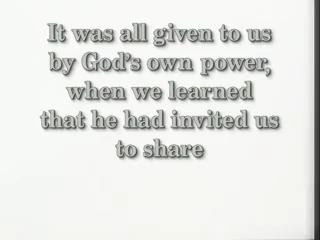 It was all given to us
by God's own power,
when we learned
that he had invited us
to share